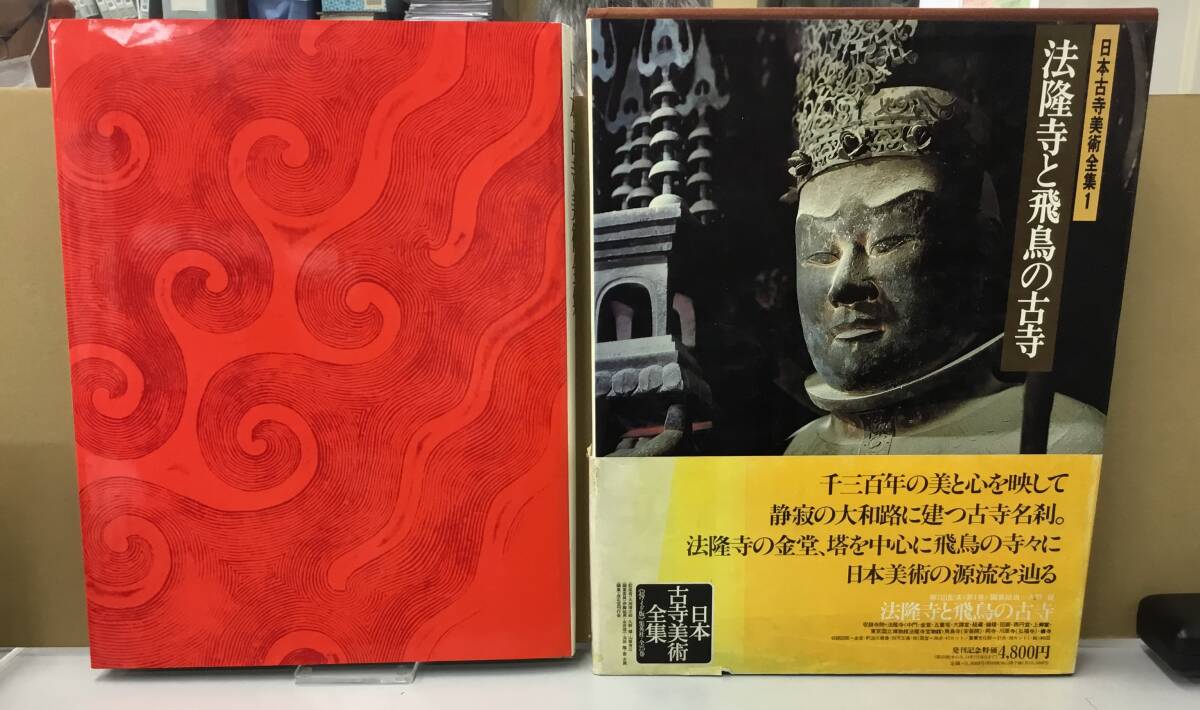 日本古寺美術全集1
法隆寺と飛鳥の古寺
千三百年の美と心を映して
静寂の大和路に建つ古寺名刹。
法隆寺の金堂、塔を中心に飛鳥の寺々に
日本美術の源流を辿る
法隆寺と飛鳥の古寺
発刊記念特価4,800円
日本
古寺美術
全集